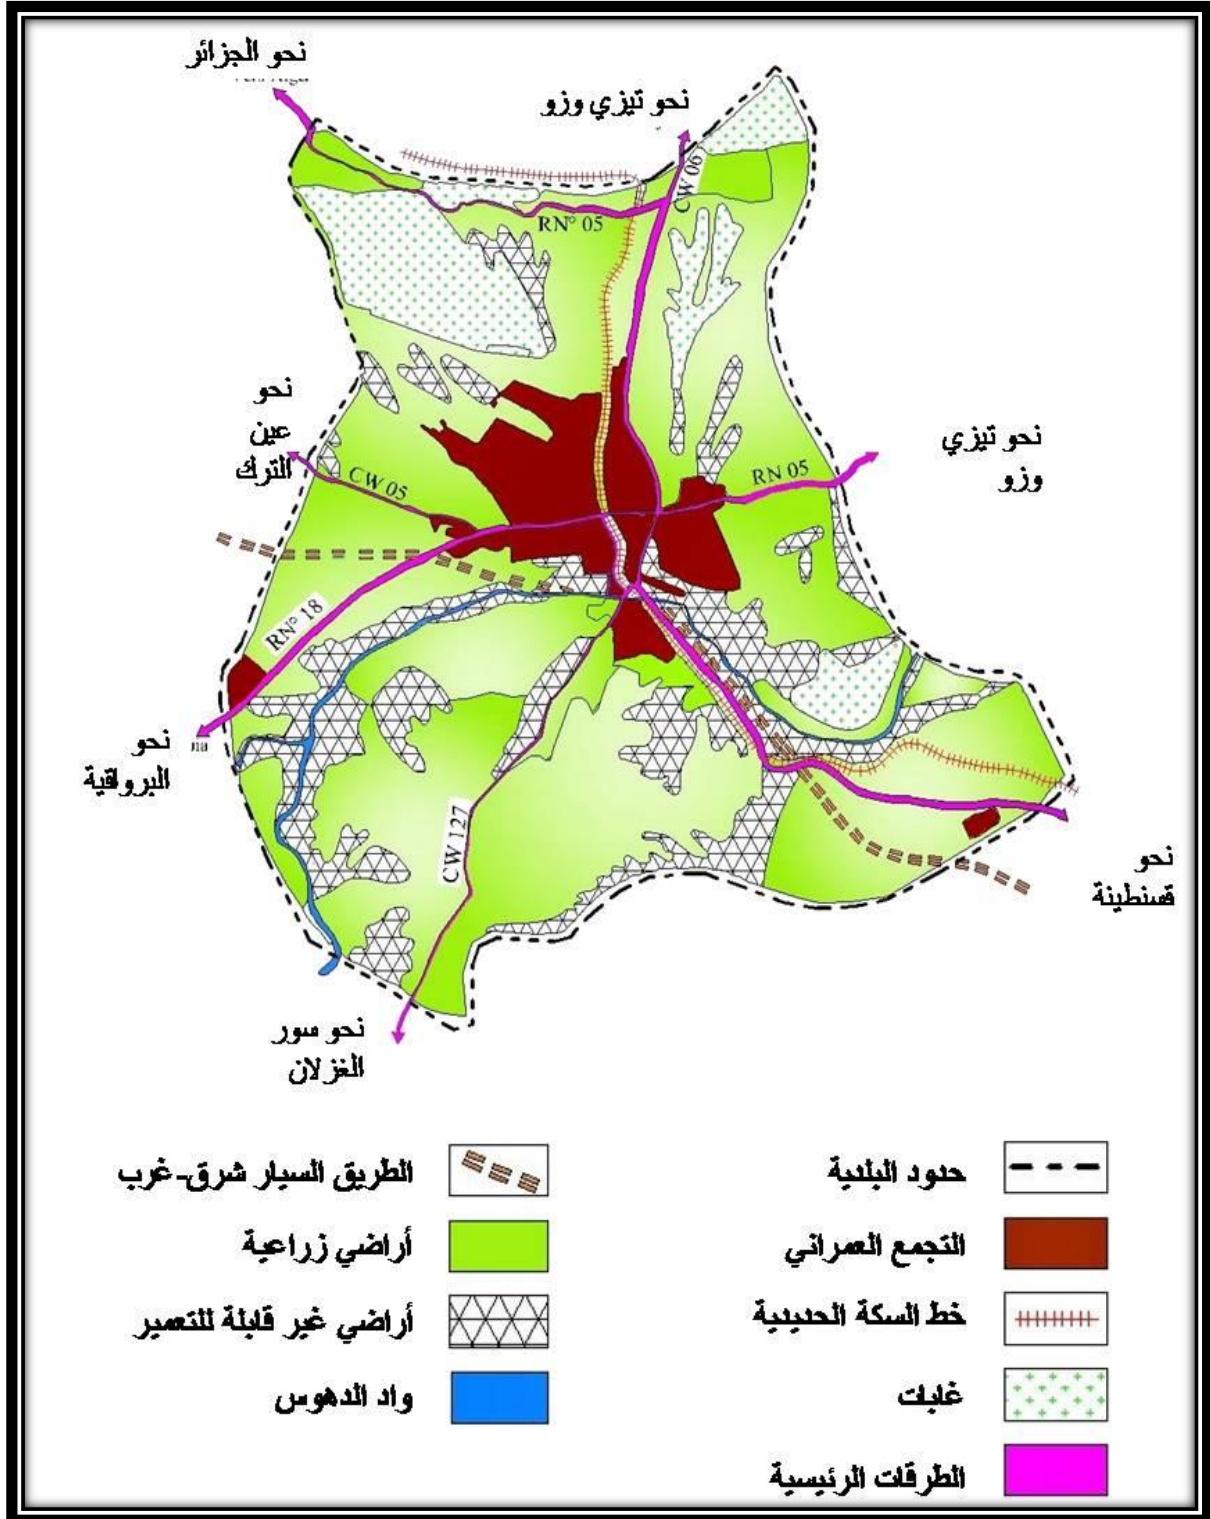 نحو الجزائر
نحو تيزي وزو
CW 06
RN° 05
نحو
عين
الترك
CW 05
RN 05
نحو تيزي
وزو
RN° 18
نحو
البرواقية
CW 127
نحو
قسنطينة
نحو سور
الغزلان
حدود البلدية
الطريق السيار شرق-غرب
التجمع العمراني
أراضي زراعية
خط السكة الحديدية
أراضي غير قابلة للتعمير
غابات
واد الدهوس
الطرقات الرئيسية